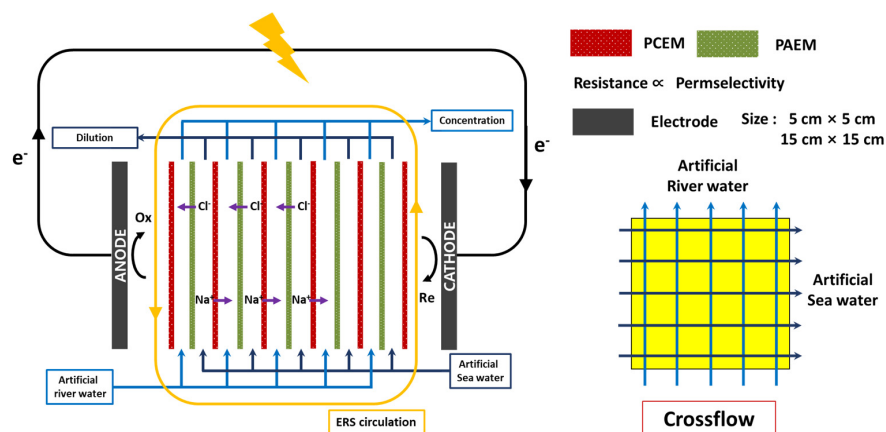 PCEM
PAEM
Resistance ∝ Permselectivity
Electrode
Size : 5 cm × 5 cm
15 cm × 15 cm
Concentration
Dilution
e-
e-
Ox
Re
ANODE
CATHODE
Cl-
Cl-
Cl-
Na+
Na+
Na+
Artificial
river water
Artificial
Sea water
ERS circulation
Artificial
River water
Artificial
Sea water
Crossflow